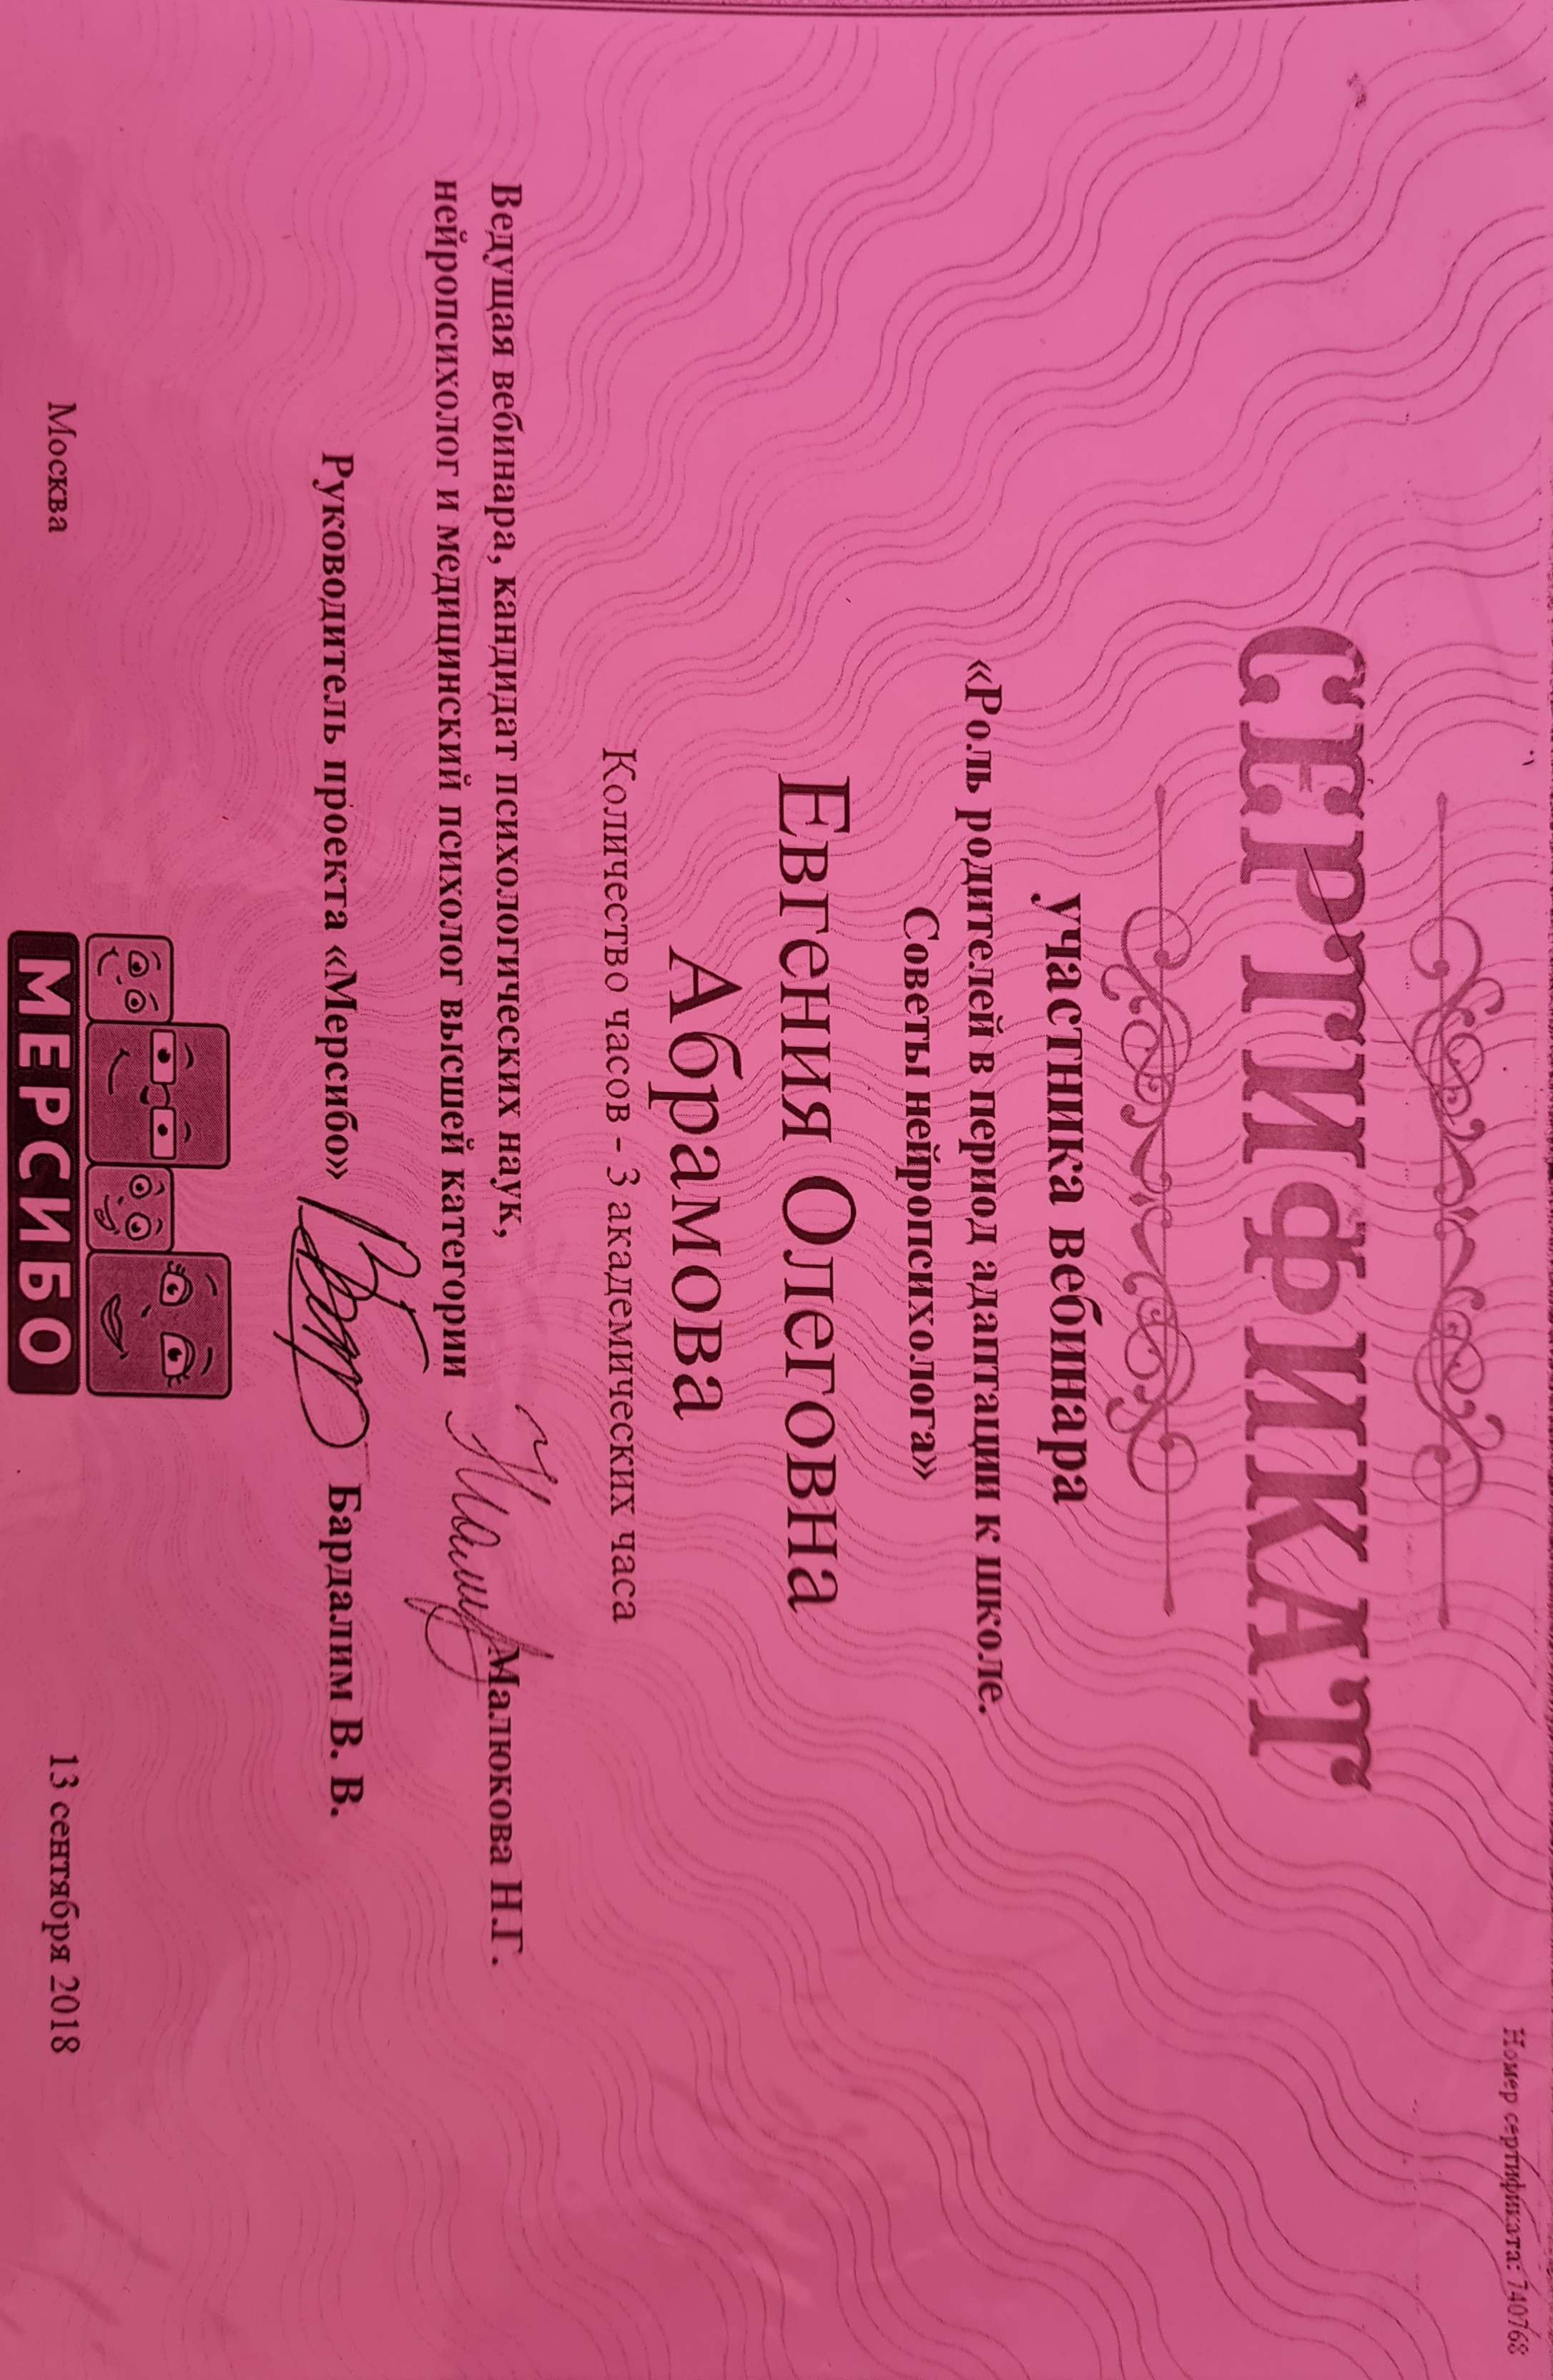 Номер сертификата: 740768
СЕРТИФИКАТ
участника вебинара
«Роль родителей в период адаптации к школе.
Советы нейропсихолога»
Евгения Олеговна
Абрамова
Количество часов - 3 академических часа
Ведущая вебинара, кандидат психологических наук,
нейропсихолог и медицинский психолог высшей категории Малюкова Н.Г.
Руководитель проекта «Мерсибо» Бардалим В. В.
Москва
МЕРСИБО
13 сентября 2018